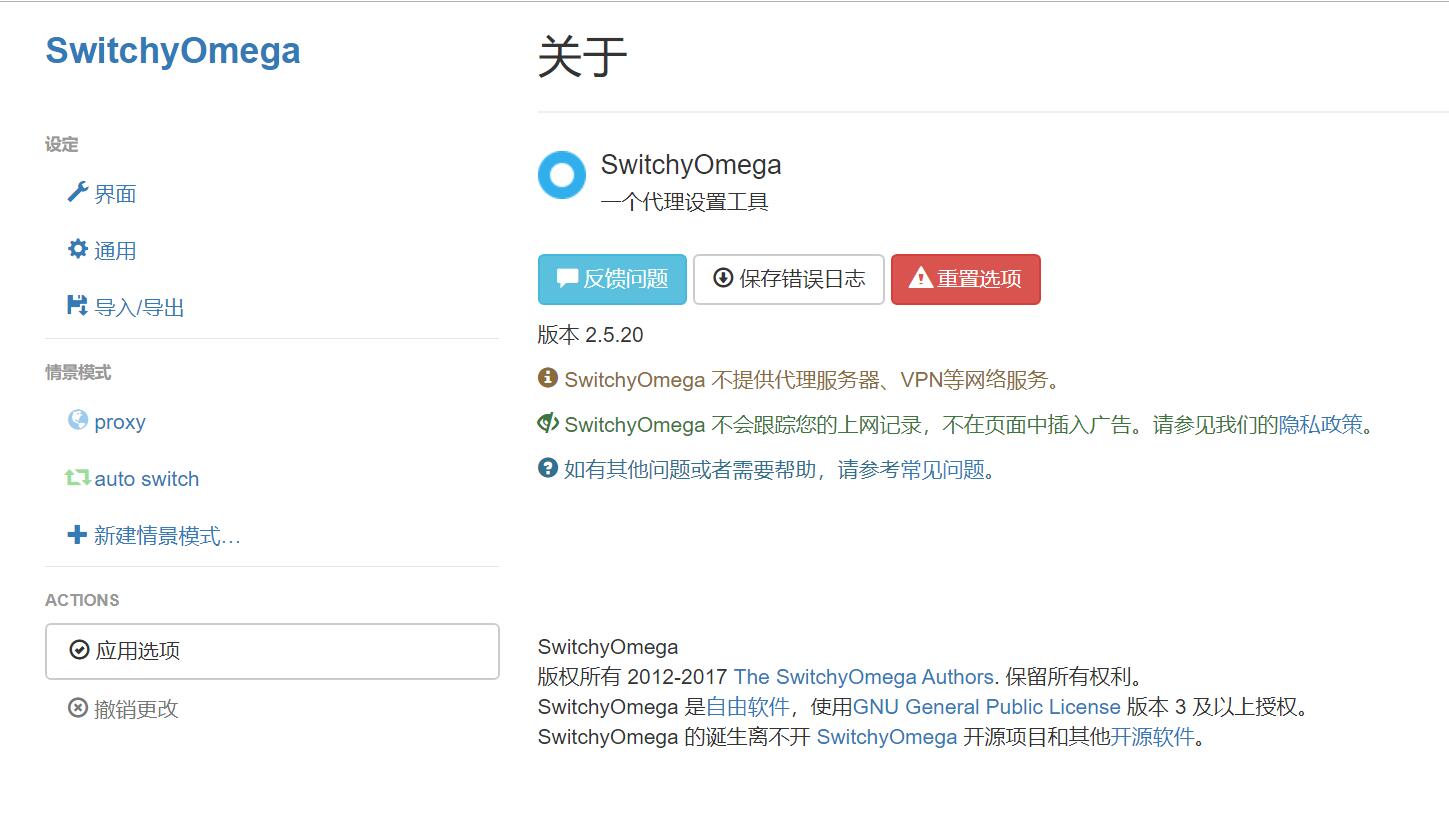 SwitchyOmega
设定
界面
通用
导入/导出
情景模式
proxy
auto switch
新建情景模式…
ACTIONS
应用选项
撤销更改
关于
SwitchyOmega
一个代理设置工具
反馈问题 保存错误日志 重置选项
版本 2.5.20
SwitchyOmega 不提供代理服务器、VPN等网络服务。
SwitchyOmega 不会跟踪您的上网记录，不在页面中插入广告。请参见我们的隐私政策。
如有其他问题或者需要帮助，请参考常见问题。
SwitchyOmega
版权所有 2012-2017 The SwitchyOmega Authors. 保留所有权利。
SwitchyOmega 是自由软件，使用GNU General Public License 版本 3 及以上授权。
SwitchyOmega 的诞生离不开 SwitchyOmega 开源项目和其他开源软件。